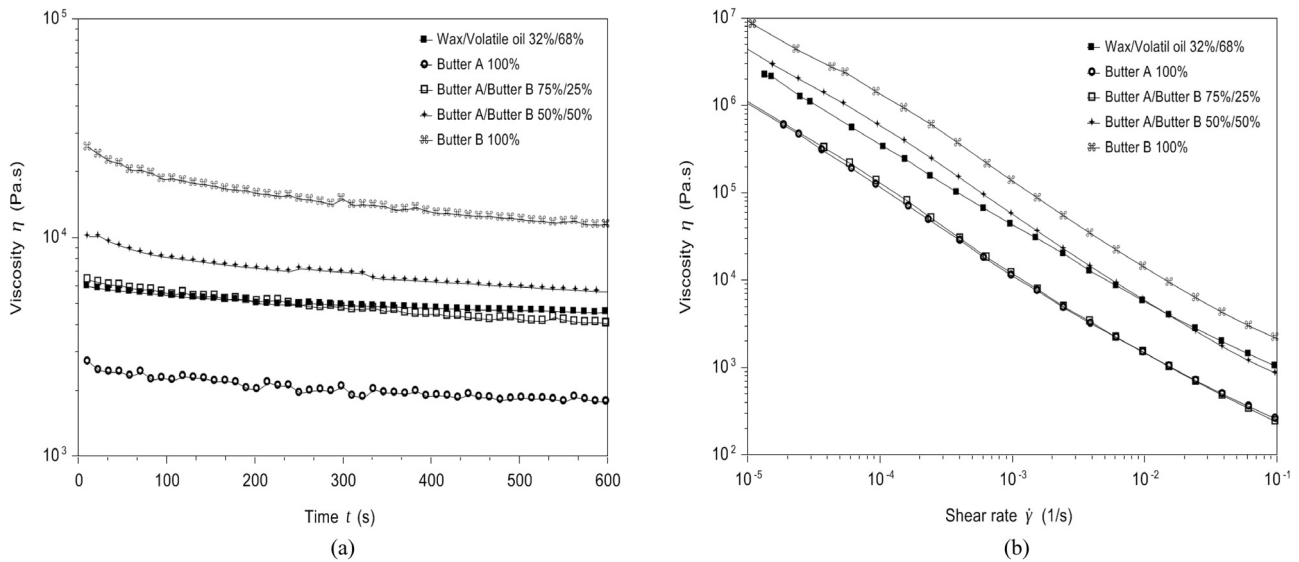 10^5
10^4
10^3
Viscosity η (Pa.s)
Wax/Volatile oil 32%/68%
Butter A 100%
Butter A/Butter B 75%/25%
Butter A/Butter B 50%/50%
Butter B 100%
0 100 200 300 400 500 600
Time t (s)
(a)
10^7
10^6
10^5
10^4
10^3
10^2
Viscosity η (Pa.s)
Wax/Volatil oil 32%/68%
Butter A 100%
Butter A/Butter B 75%/25%
Butter A/Butter B 50%/50%
Butter B 100%
10^-5 10^-4 10^-3 10^-2 10^-1
Shear rate γ̇ (1/s)
(b)